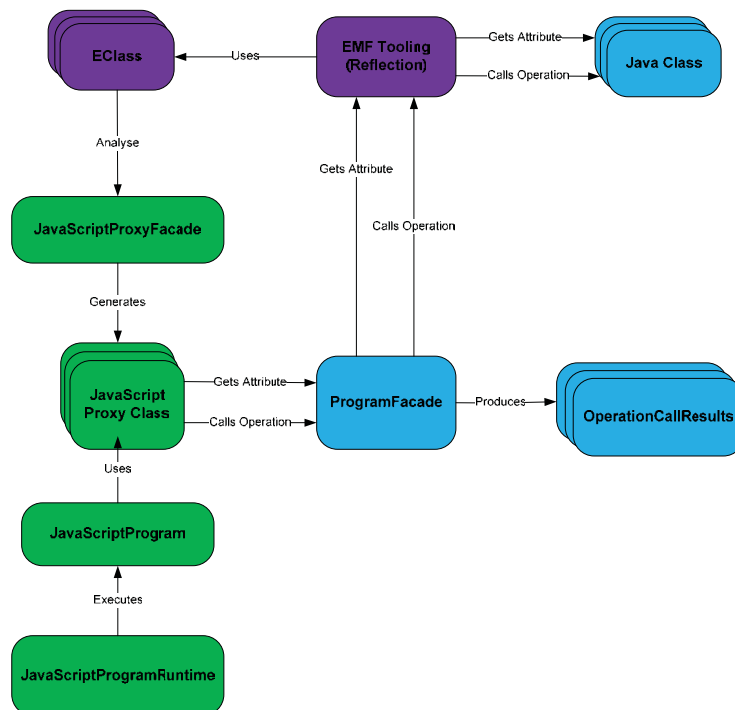 EClass
Uses
EMF Tooling
(Reflection)
Gets Attribute
Calls Operation
Java Class
Analyse
Gets Attribute
Calls Operation
JavaScriptProxyFacade
Generates
JavaScript
Proxy Class
Gets Attribute
Calls Operation
ProgramFacade
Produces
OperationCallResults
Uses
JavaScriptProgram
Executes
JavaScriptProgramRuntime